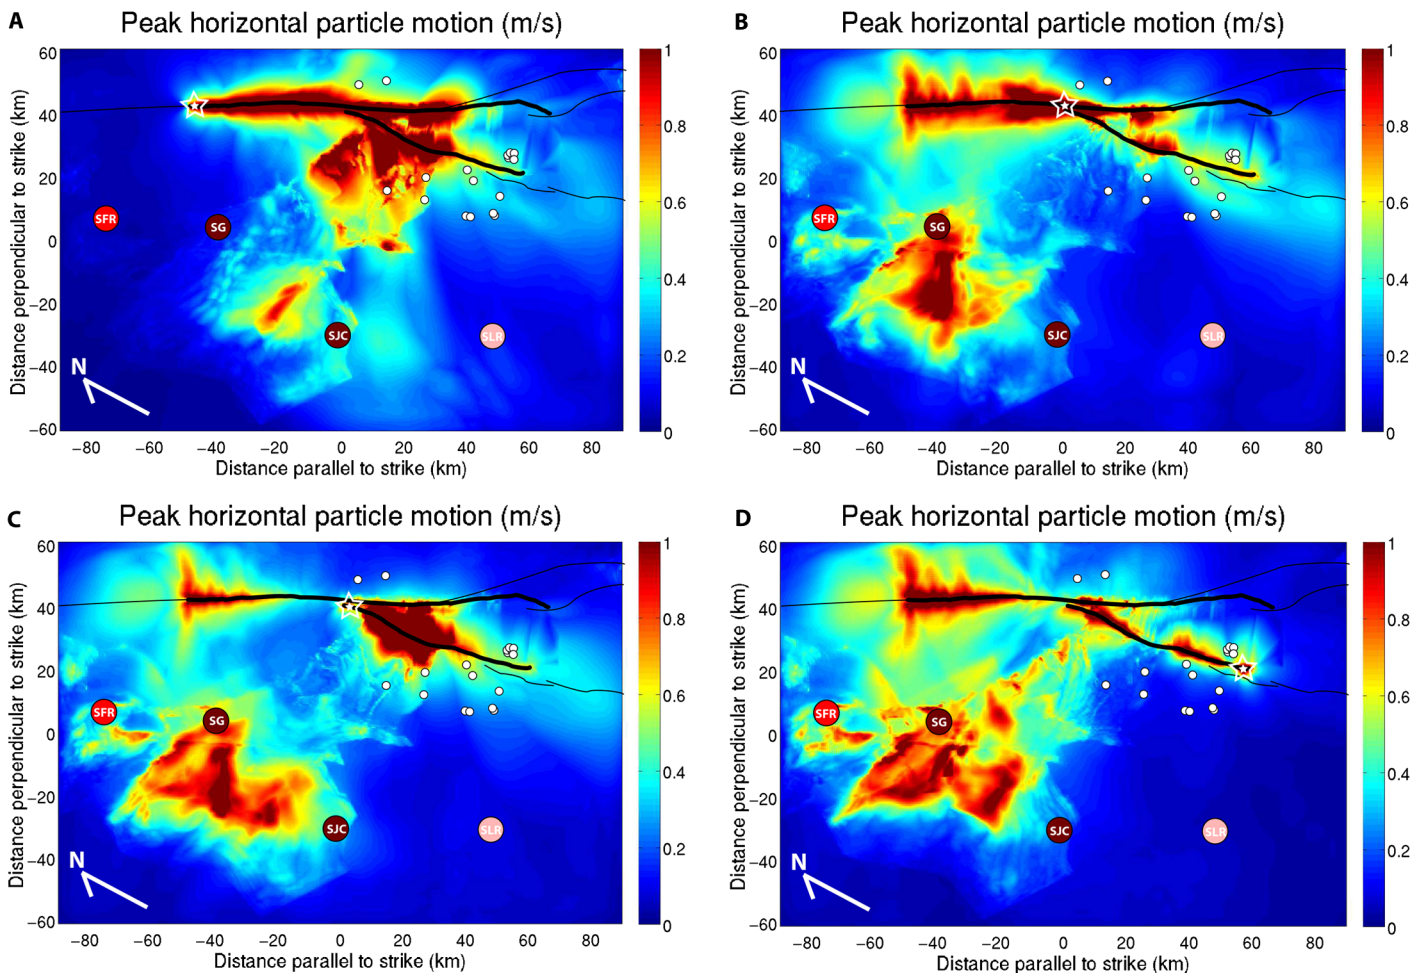 A Peak horizontal particle motion (m/s)
Distance perpendicular to strike (km)
60
40
20
0
−20
−40
−60
SFR
SG
SJC
SLR
N
−80 −60 −40 −20 0 20 40 60 80
Distance parallel to strike (km)
1
0.8
0.6
0.4
0.2
0
B Peak horizontal particle motion (m/s)
Distance perpendicular to strike (km)
60
40
20
0
−20
−40
−60
SFR
SG
SJC
SLR
N
−80 −60 −40 −20 0 20 40 60 80
Distance parallel to strike (km)
1
0.8
0.6
0.4
0.2
0
C Peak horizontal particle motion (m/s)
Distance perpendicular to strike (km)
60
40
20
0
−20
−40
−60
SFR
SG
SJC
SLR
N
−80 −60 −40 −20 0 20 40 60 80
Distance parallel to strike (km)
1
0.8
0.6
0.4
0.2
0
D Peak horizontal particle motion (m/s)
Distance perpendicular to strike (km)
60
40
20
0
−20
−40
−60
SFR
SG
SJC
SLR
N
−80 −60 −40 −20 0 20 40 60 80
Distance parallel to strike (km)
1
0.8
0.6
0.4
0.2
0